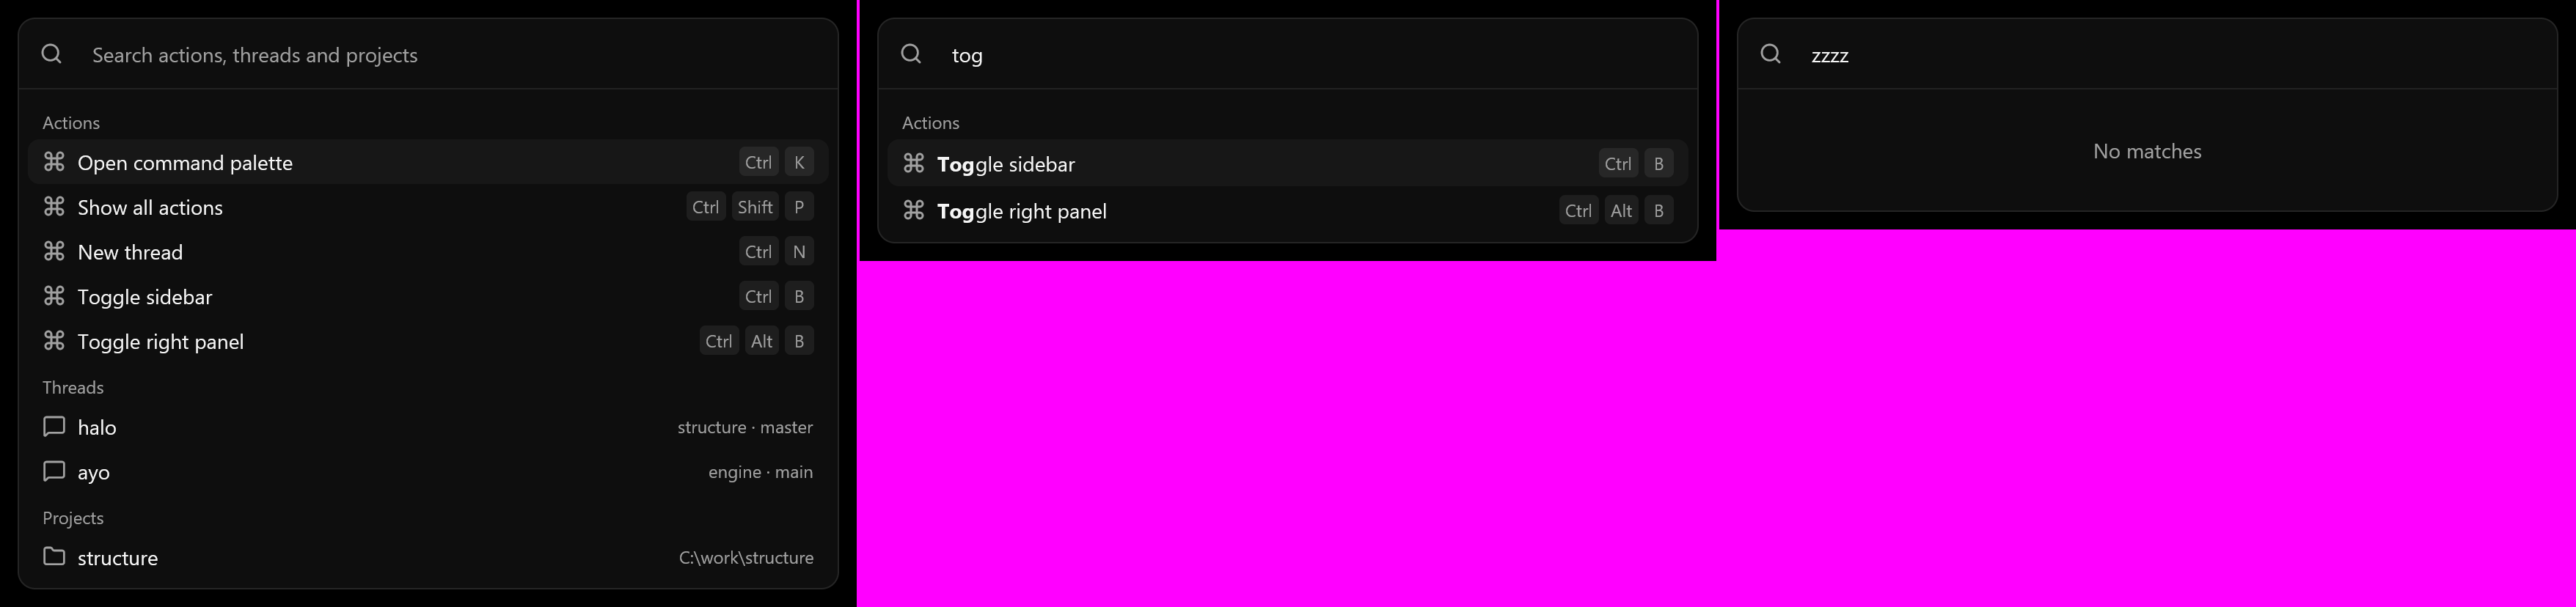 Search actions, threads and projects
Actions
Open command palette Ctrl K
Show all actions Ctrl Shift P
New thread Ctrl N
Toggle sidebar Ctrl B
Toggle right panel Ctrl Alt B
Threads
halo structure · master
ayo engine · main
Projects
structure C:\work\structure
tog
Actions
Toggle sidebar Ctrl B
Toggle right panel Ctrl Alt B
zzzz
No matches